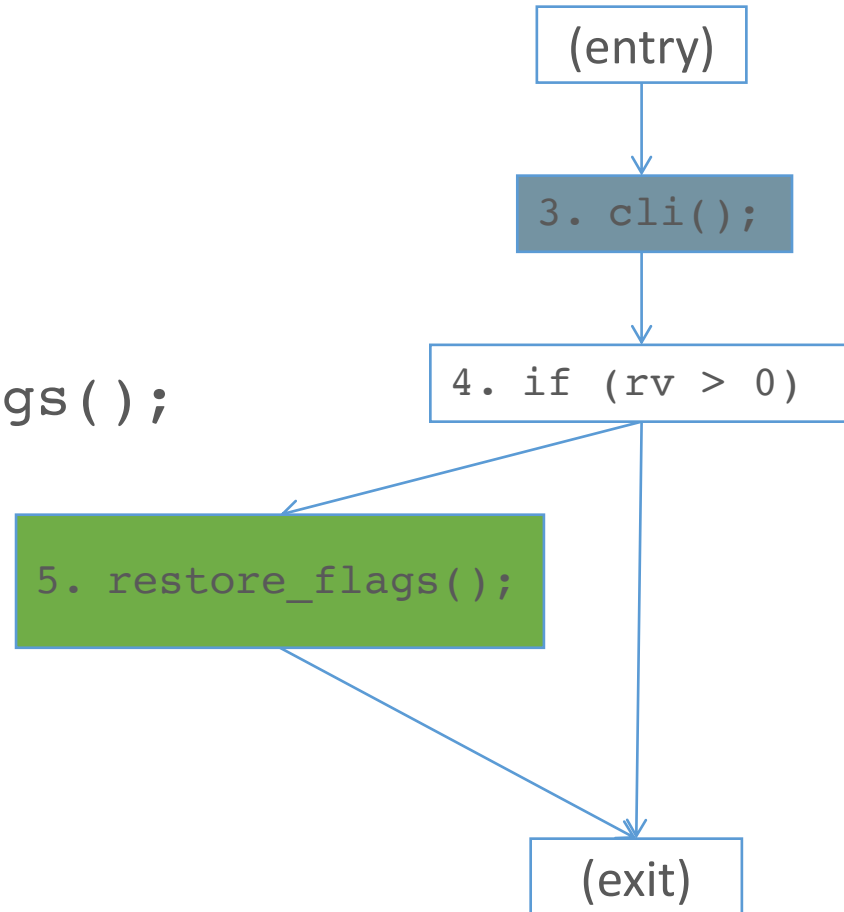 (entry)
3. cli();
gs();
4. if (rv > 0)
5. restore_flags();
(exit)